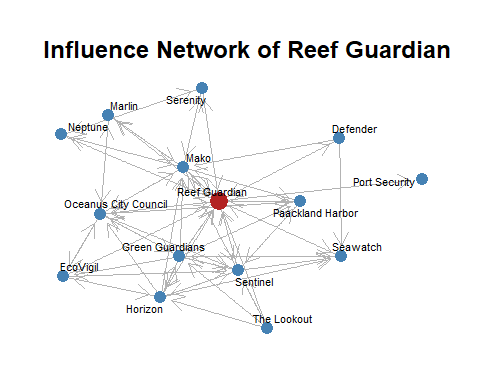 Influence Network of Reef Guardian
Serenity
Marlin
Neptune
Defender
Mako
Port Security
Reef Guardian
Oceanus City Council
Paackland Harbor
Green Guardians
Seawatch
EcoVigil
Sentinel
Horizon
The Lookout